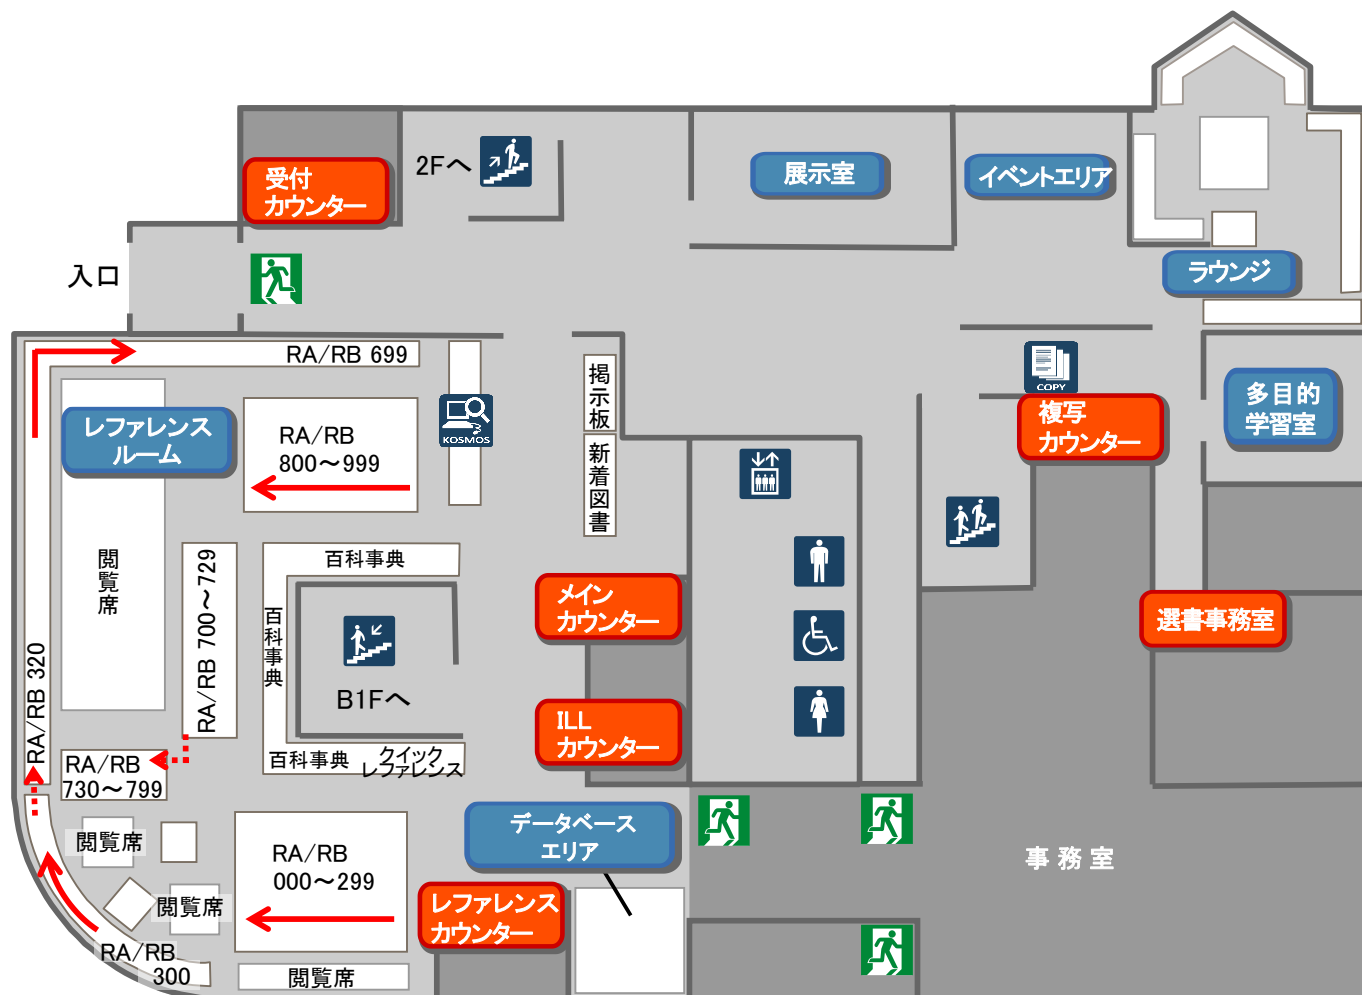 受付
カウンター
2Fへ
展示室
イベントエリア
入口
ラウンジ
RA/RB 699
掲示板
COPY
複写
カウンター
多目的
学習室
レファレンス
ルーム
RA/RB
800～999
KOSMOS
新着図書
閲覧席
RA/RB 700～729
百科事典
百科事典
B1Fへ
メイン
カウンター
選書事務室
RA/RB 320
ILL
カウンター
百科事典
クイック
レファレンス
RA/RB
730～799
データベース
エリア
閲覧席
RA/RB
000～299
事務室
閲覧席
レファレンス
カウンター
RA/RB
300
閲覧席